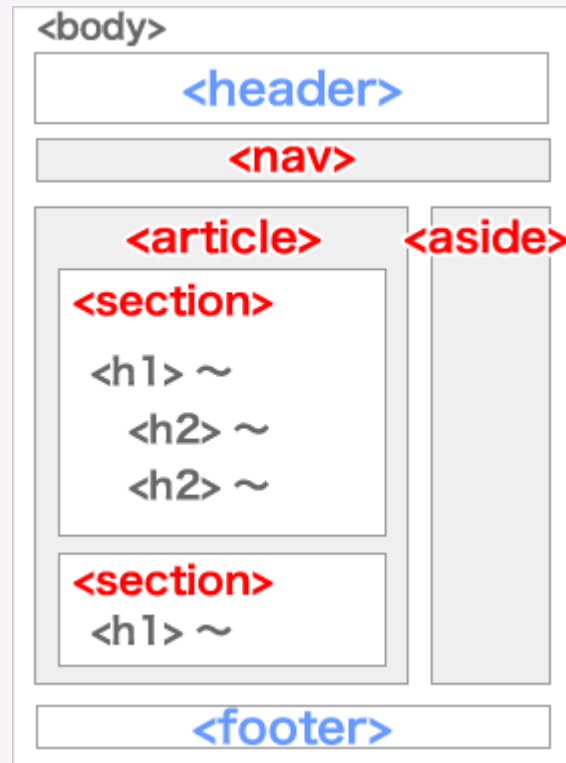 <body>
<header>
<nav>
<article>
<aside>
<section>
<h1>～
<h2>～
<h2>～
<section>
<h1>～
<footer>